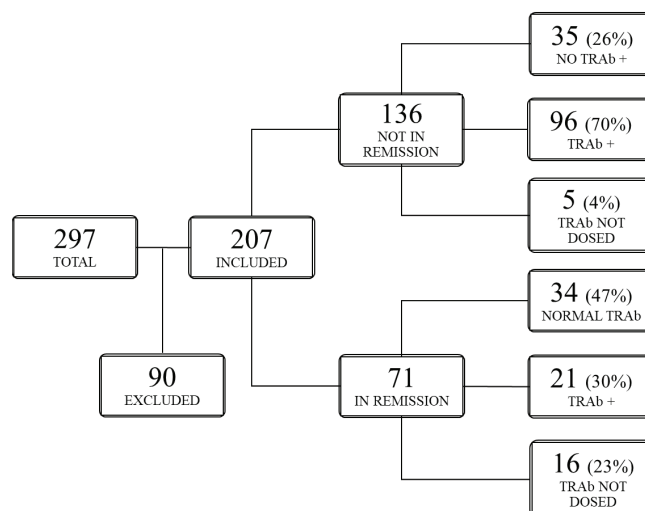 35 (26%)
NO TRAb +
136
NOT IN
REMISSION
96 (70%)
TRAb +
5 (4%)
TRAb NOT
DOSED
297
TOTAL
207
INCLUDED
90
EXCLUDED
34 (47%)
NORMAL TRAb
71
IN REMISSION
21 (30%)
TRAb +
16 (23%)
TRAb NOT
DOSED